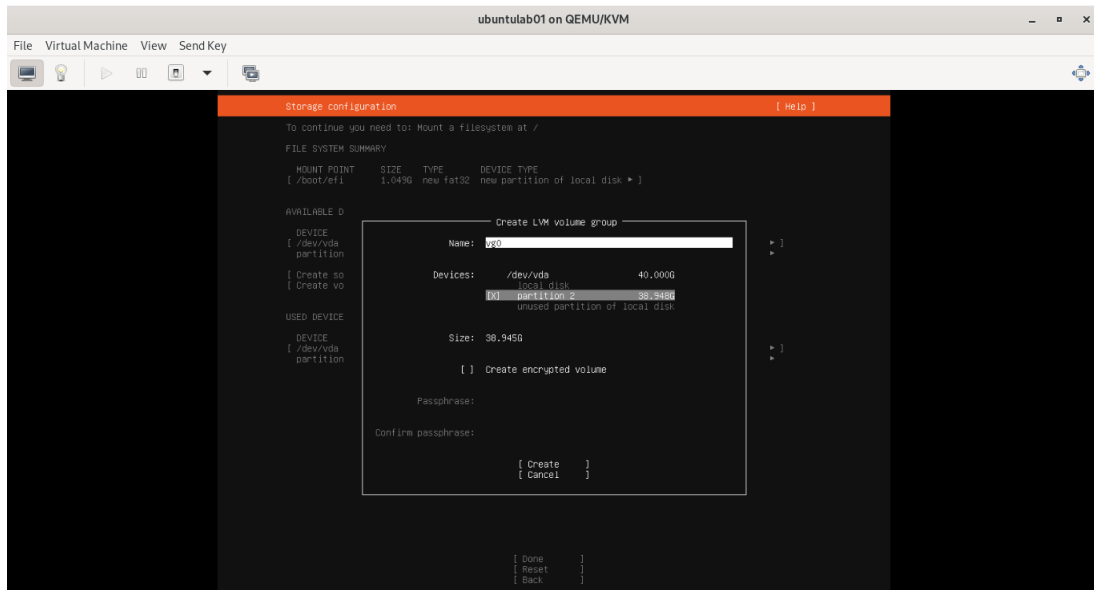 ubuntulab01 on QEMU/KVM
File Virtual Machine View Send Key
Storage configuration [ Help ]
To continue you need to: Mount a filesystem at /
FILE SYSTEM SUMMARY
MOUNT POINT SIZE TYPE DEVICE TYPE
[ /boot/efi 1.049G new fat32 new partition of local disk ▸ ]
AVAILABLE D
Create LVM volume group
DEVICE
[ /dev/vda Name: vg0 ▸ ]
partition ▸
[ Create so Devices: /dev/vda 40.000G
[ Create vo local disk
[X] partition 2 38.948G
unused partition of local disk
USED DEVICE
DEVICE Size: 38.945G
[ /dev/vda ▸ ]
partition ▸
[ ] Create encrypted volume
Passphrase:
Confirm passphrase:
[ Create ]
[ Cancel ]
[ Done ]
[ Reset ]
[ Back ]